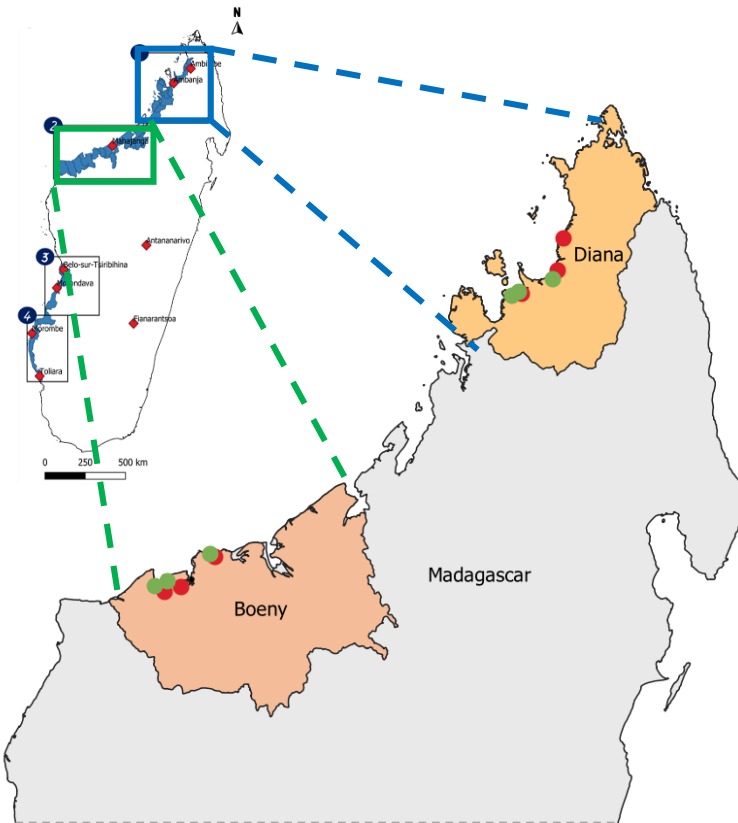 N
Ambilobe
Ambanja
2
Mahajanga
Antananarivo
3
Belo-sur-Tsiribihina
Morondava
4
Morombe
Fianarantsoa
Toliara
0 250 500 km
Diana
Madagascar
Boeny